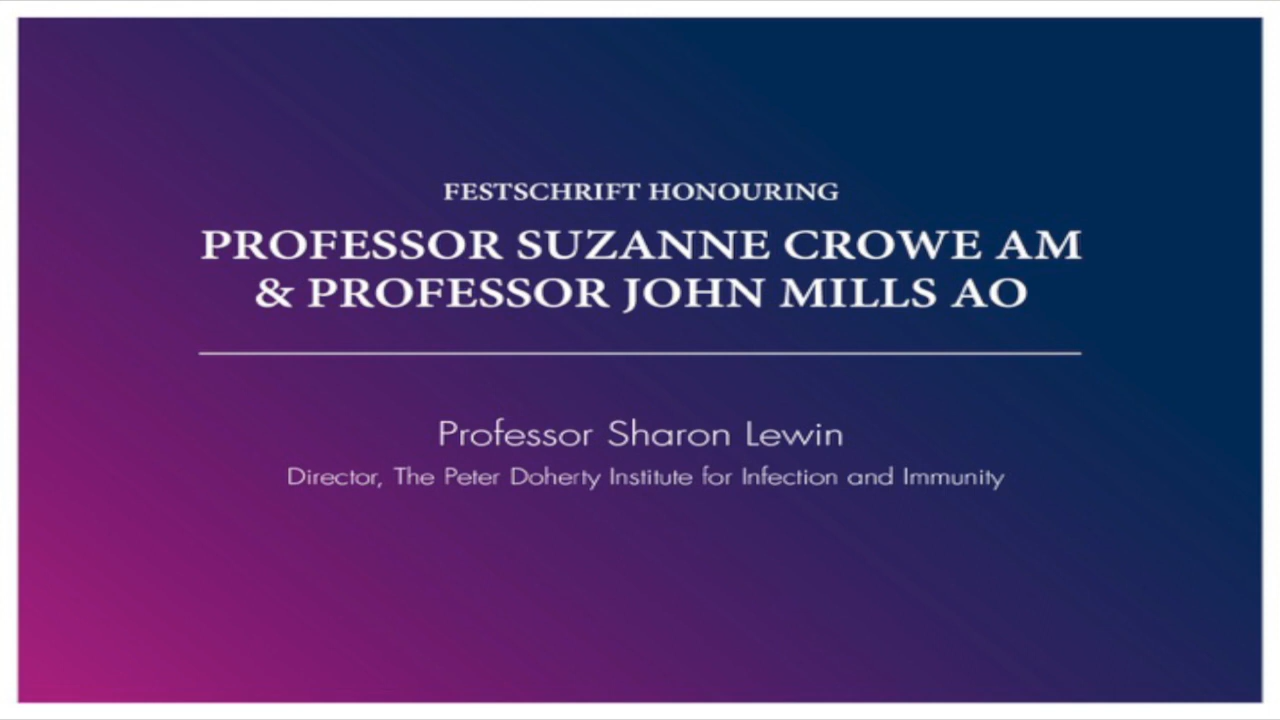 FESTSCRIFT HONOURING
PROFESSOR SUZANNE CROWE AM
& PROFESSOR JOHN MILLS AO
Professor Sharon Lewin
Director, The Peter Doherty Institute for Infection and Immunity